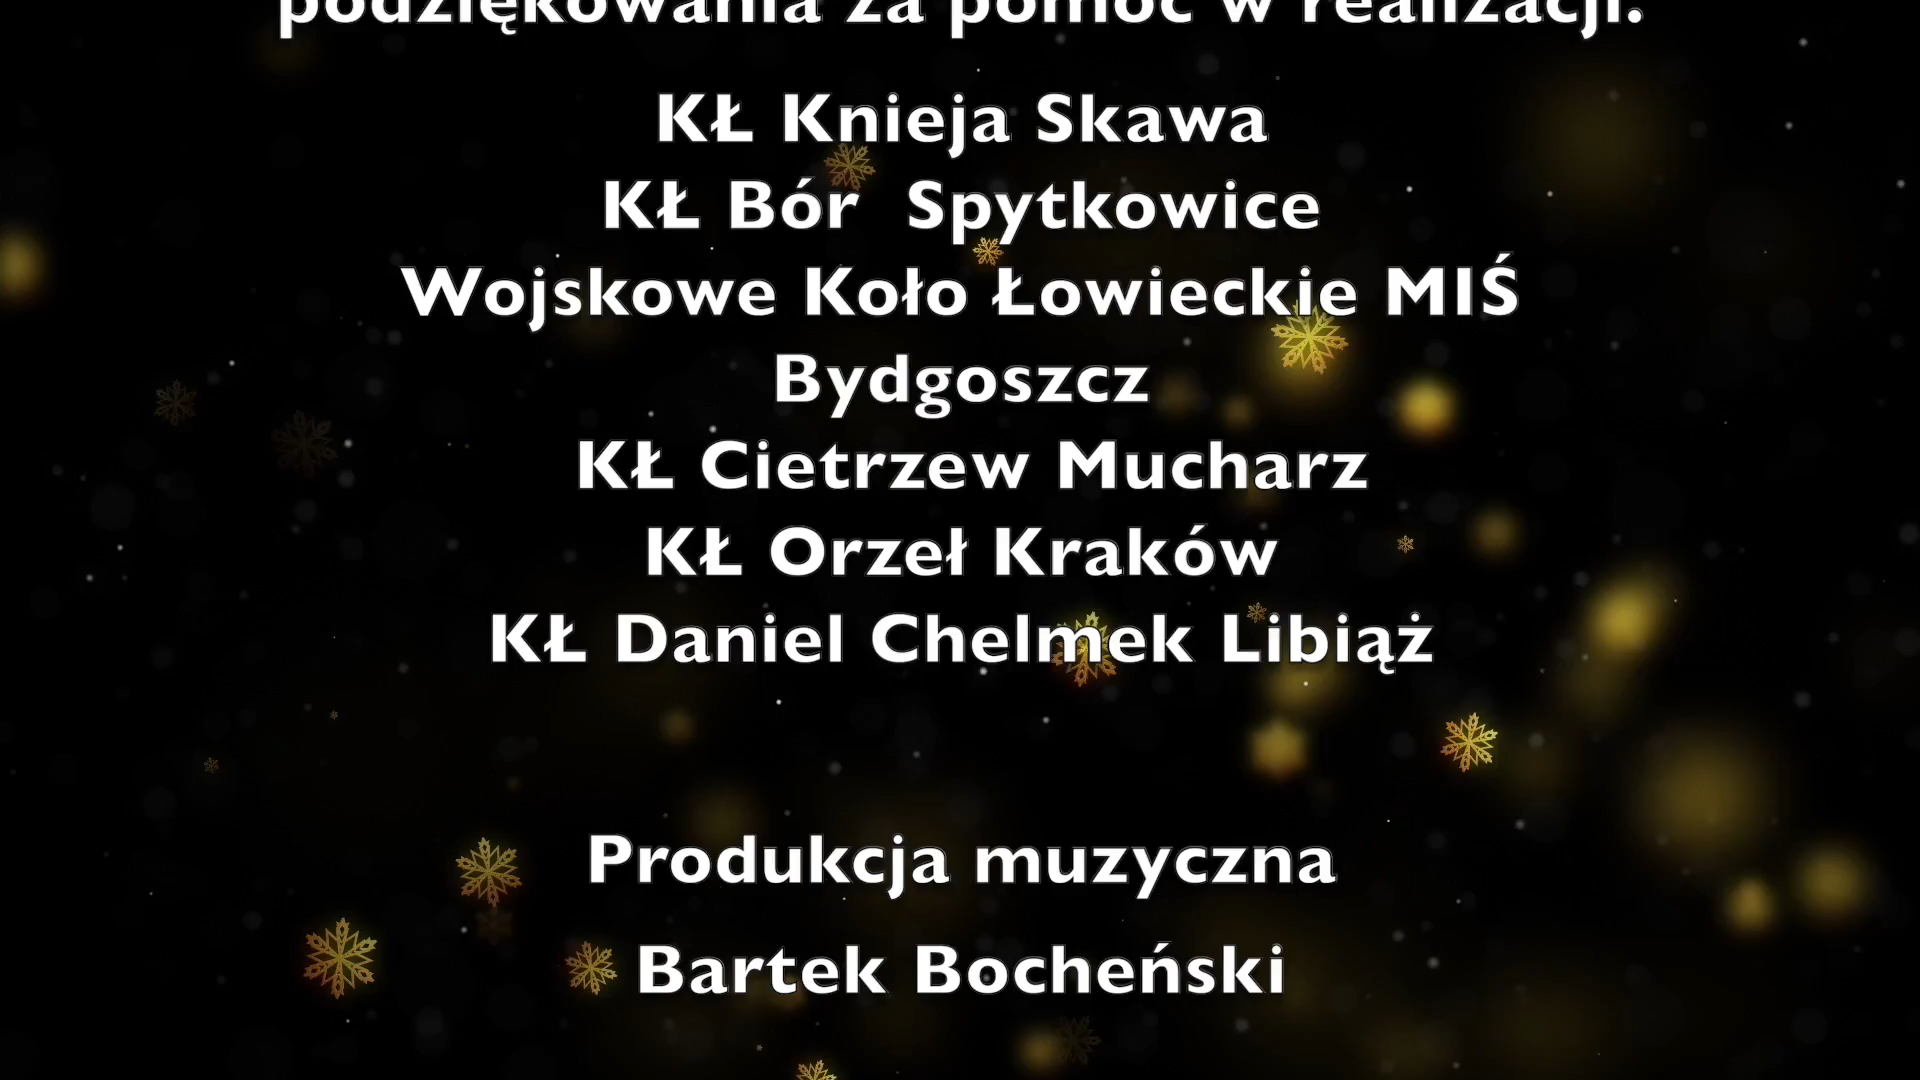 podziękowania za pomoc w realizacji.
KŁ Knieja Skawa
KŁ Bór  Spytkowice
Wojskowe Koło Łowieckie MIŚ
Bydgoszcz
KŁ Cietrzew Mucharz
KŁ Orzeł Kraków
KŁ Daniel Chelmek Libiąż
Produkcja muzyczna
Bartek Bocheński